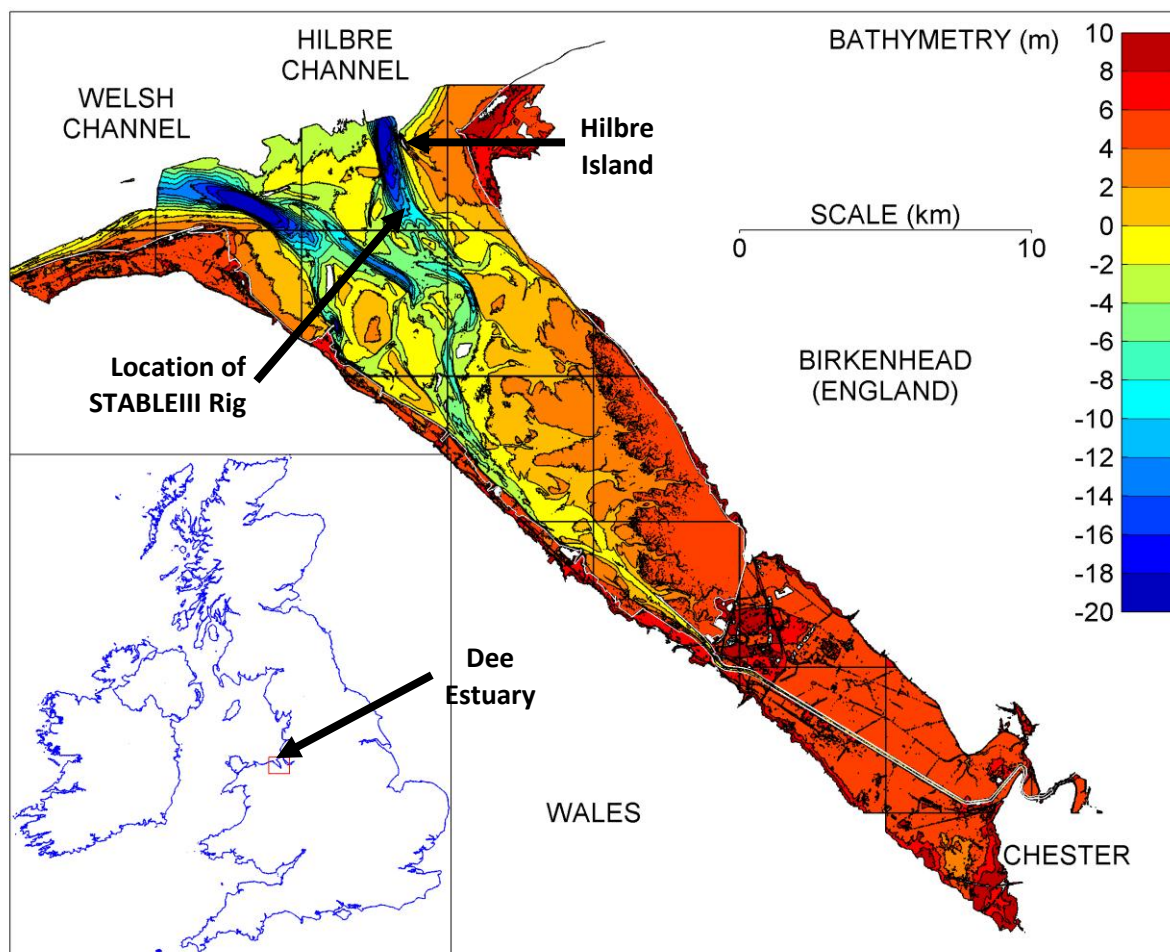 HILBRE
CHANNEL
WELSH
CHANNEL
BATHYMETRY (m)
Hilbre
Island
SCALE (km)
0 10
Location of
STABLEIII Rig
BIRKENHEAD
(ENGLAND)
10
8
6
4
2
0
-2
-4
-6
-8
-10
-12
-14
-16
-18
-20
Dee
Estuary
WALES
CHESTER